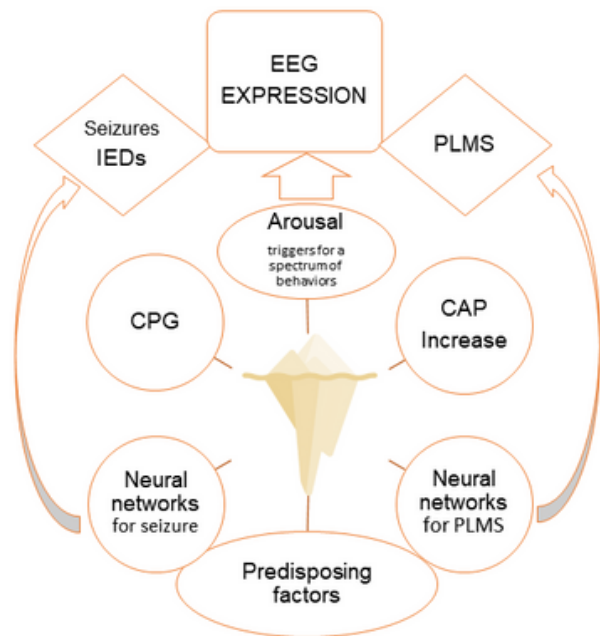 EEG
EXPRESSION
Seizures
IEDs
PLMS
Arousal
triggers for a
spectrum of
behaviors
CPG
CAP
Increase
Neural
networks
for seizure
Neural
networks
for PLMS
Predisposing
factors